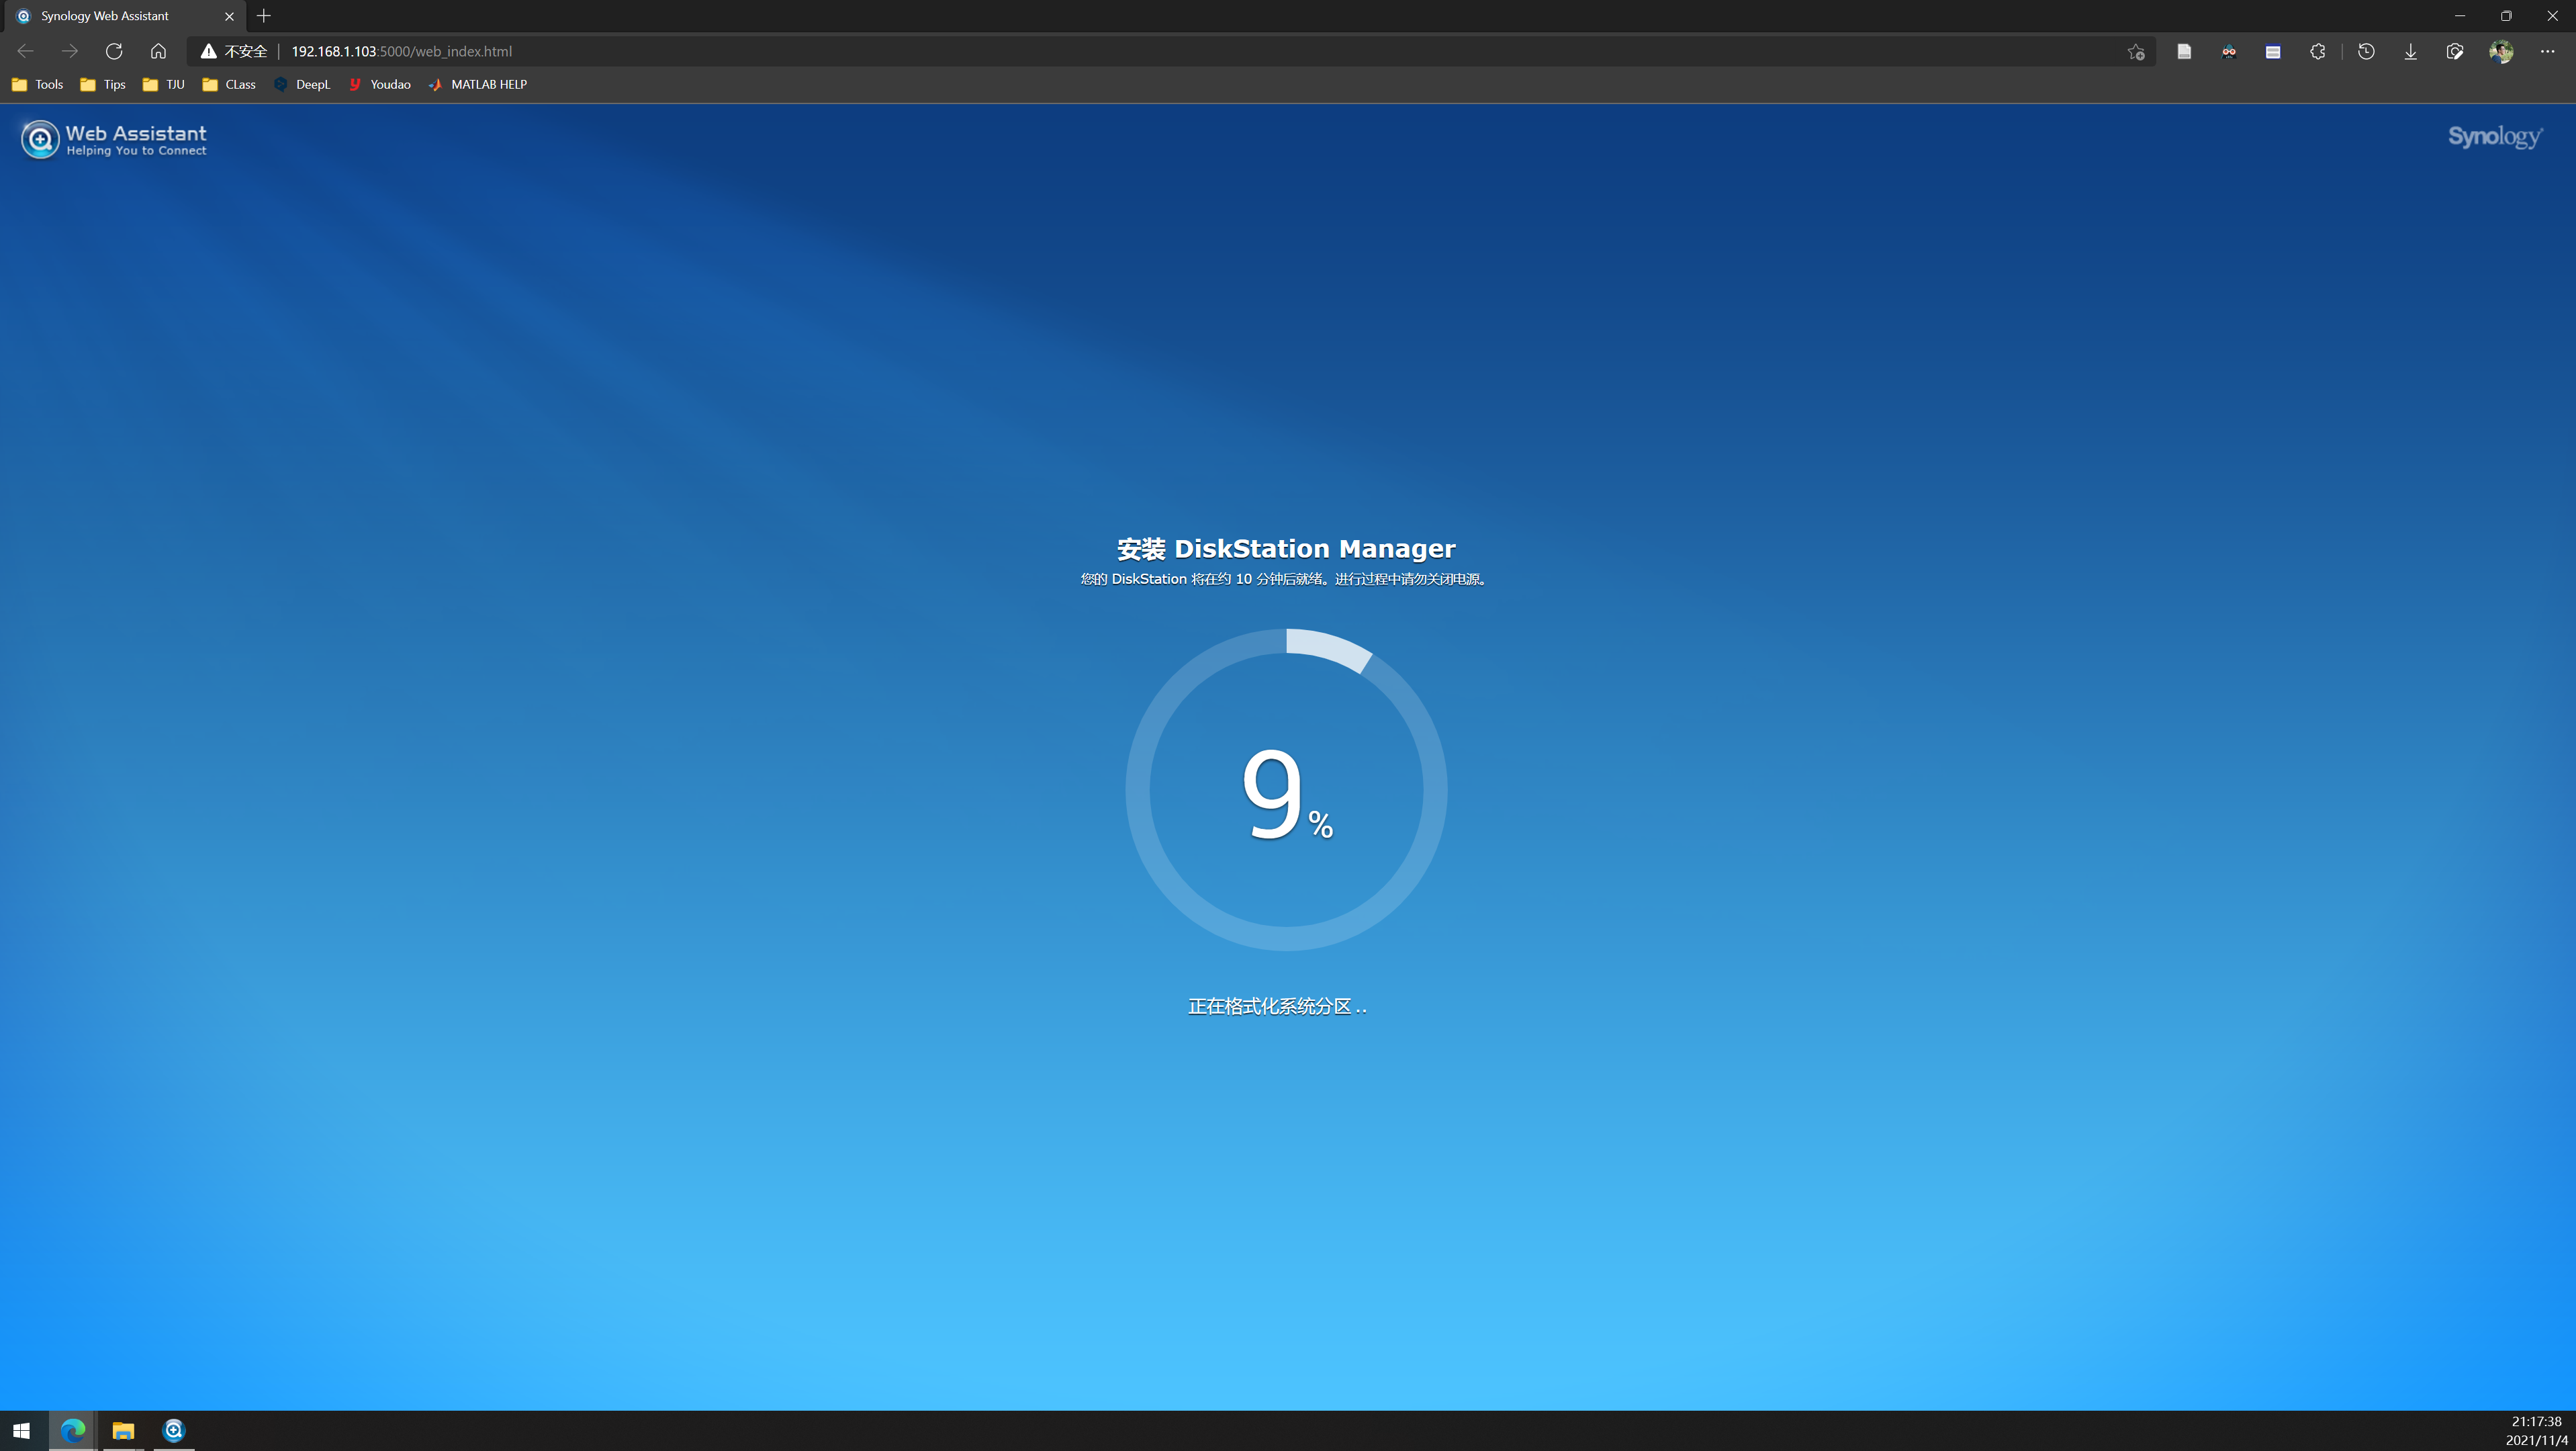 Synology Web Assistant
不安全 192.168.1.103:5000/web_index.html
Tools Tips TJU CLass DeepL Youdao MATLAB HELP
Web Assistant
Helping You to Connect
Synology
安装 DiskStation Manager
您的 DiskStation 将在约 10 分钟后就绪。进行过程中请勿关闭电源。
9%
正在格式化系统分区 ..
21:17:38
2021/11/4